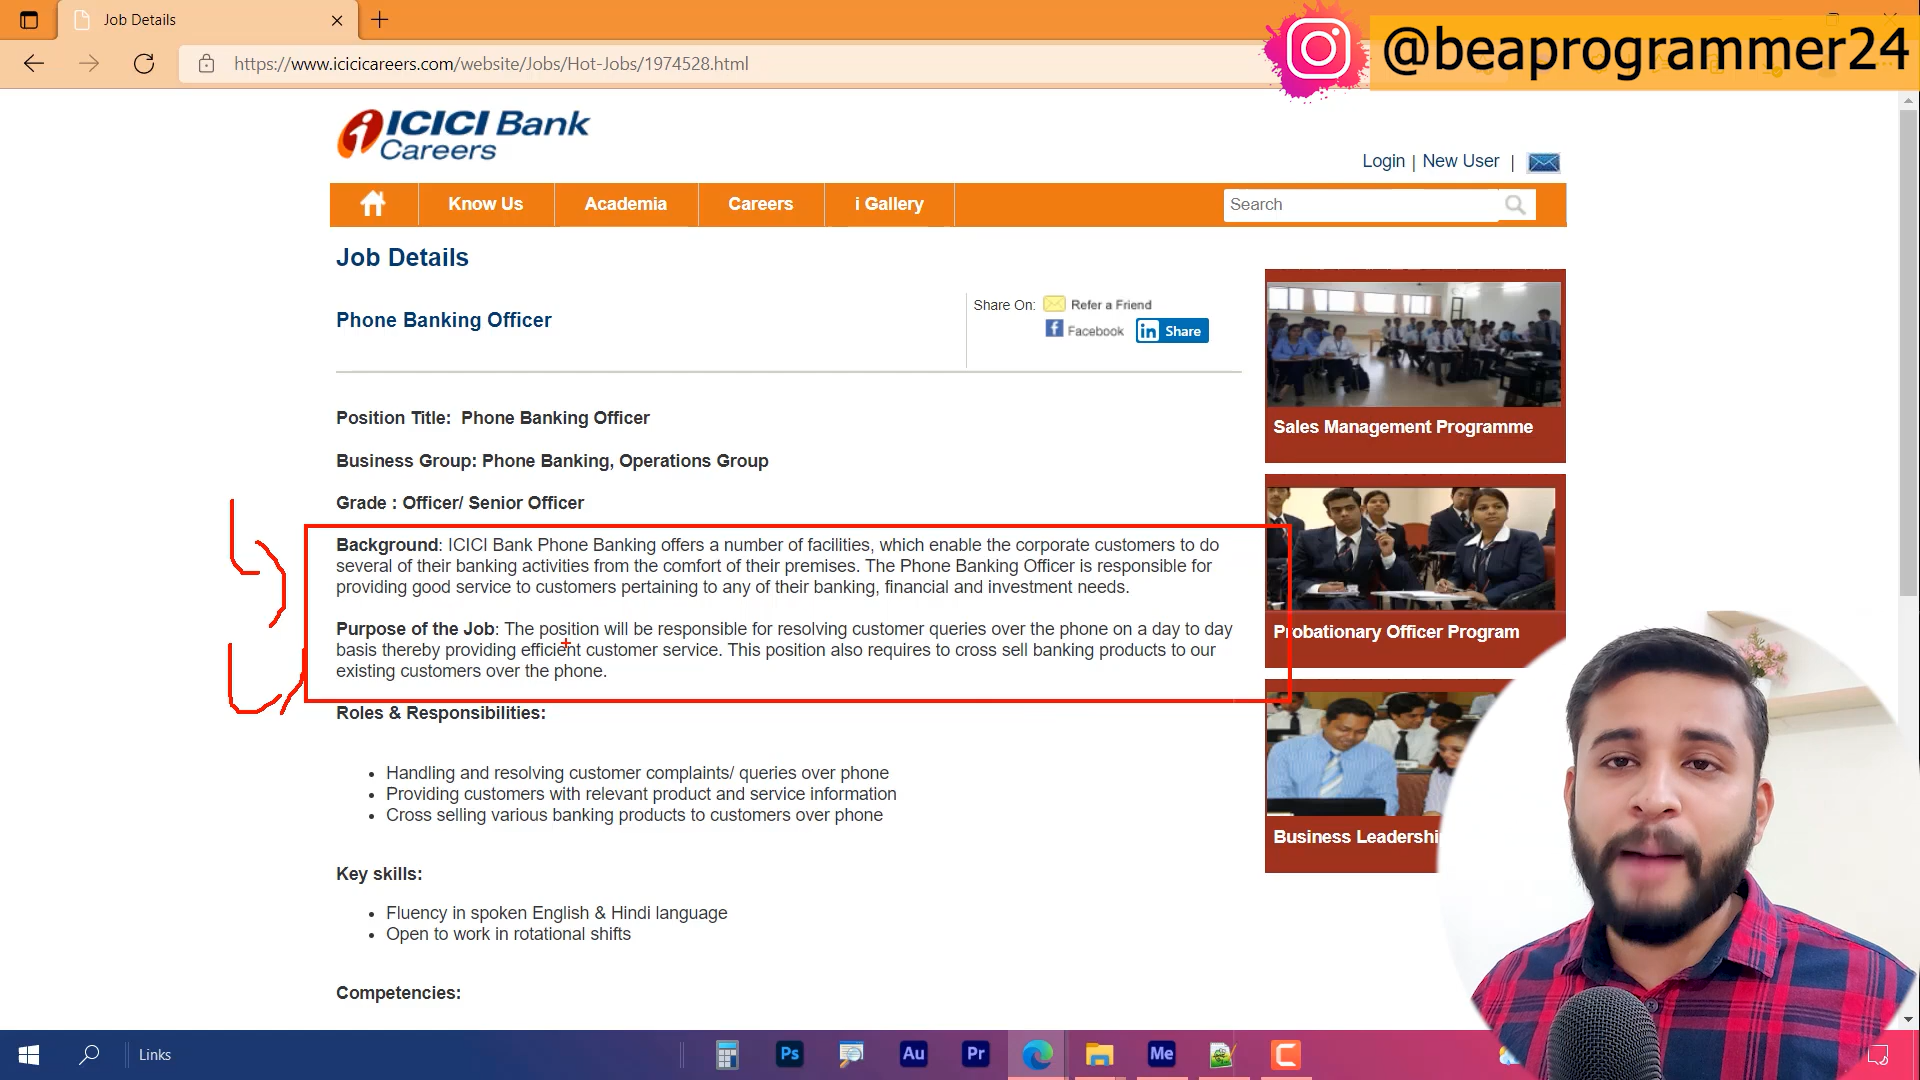 Job Details
https://www.icicicareers.com/website/Jobs/Hot-Jobs/1974528.html
@beaprogrammer24
ICICI Bank
Careers
Login | New User |
Know Us
Academia
Careers
i Gallery
Search
Job Details
Phone Banking Officer
Share On:
Refer a Friend
Facebook
in Share
Position Title: Phone Banking Officer
Business Group: Phone Banking, Operations Group
Grade : Officer/ Senior Officer
Background: ICICI Bank Phone Banking offers a number of facilities, which enable the corporate customers to do
several of their banking activities from the comfort of their premises. The Phone Banking Officer is responsible for
providing good service to customers pertaining to any of their banking, financial and investment needs.
Purpose of the Job: The position will be responsible for resolving customer queries over the phone on a day to day
basis thereby providing efficient customer service. This position also requires to cross sell banking products to our
existing customers over the phone.
Roles & Responsibilities:
• Handling and resolving customer complaints/ queries over phone
• Providing customers with relevant product and service information
• Cross selling various banking products to customers over phone
Key skills:
• Fluency in spoken English & Hindi language
• Open to work in rotational shifts
Competencies:
Sales Management Programme
Probationary Officer Program
Business Leadershi
Links
Ps
Au
Pr
Me